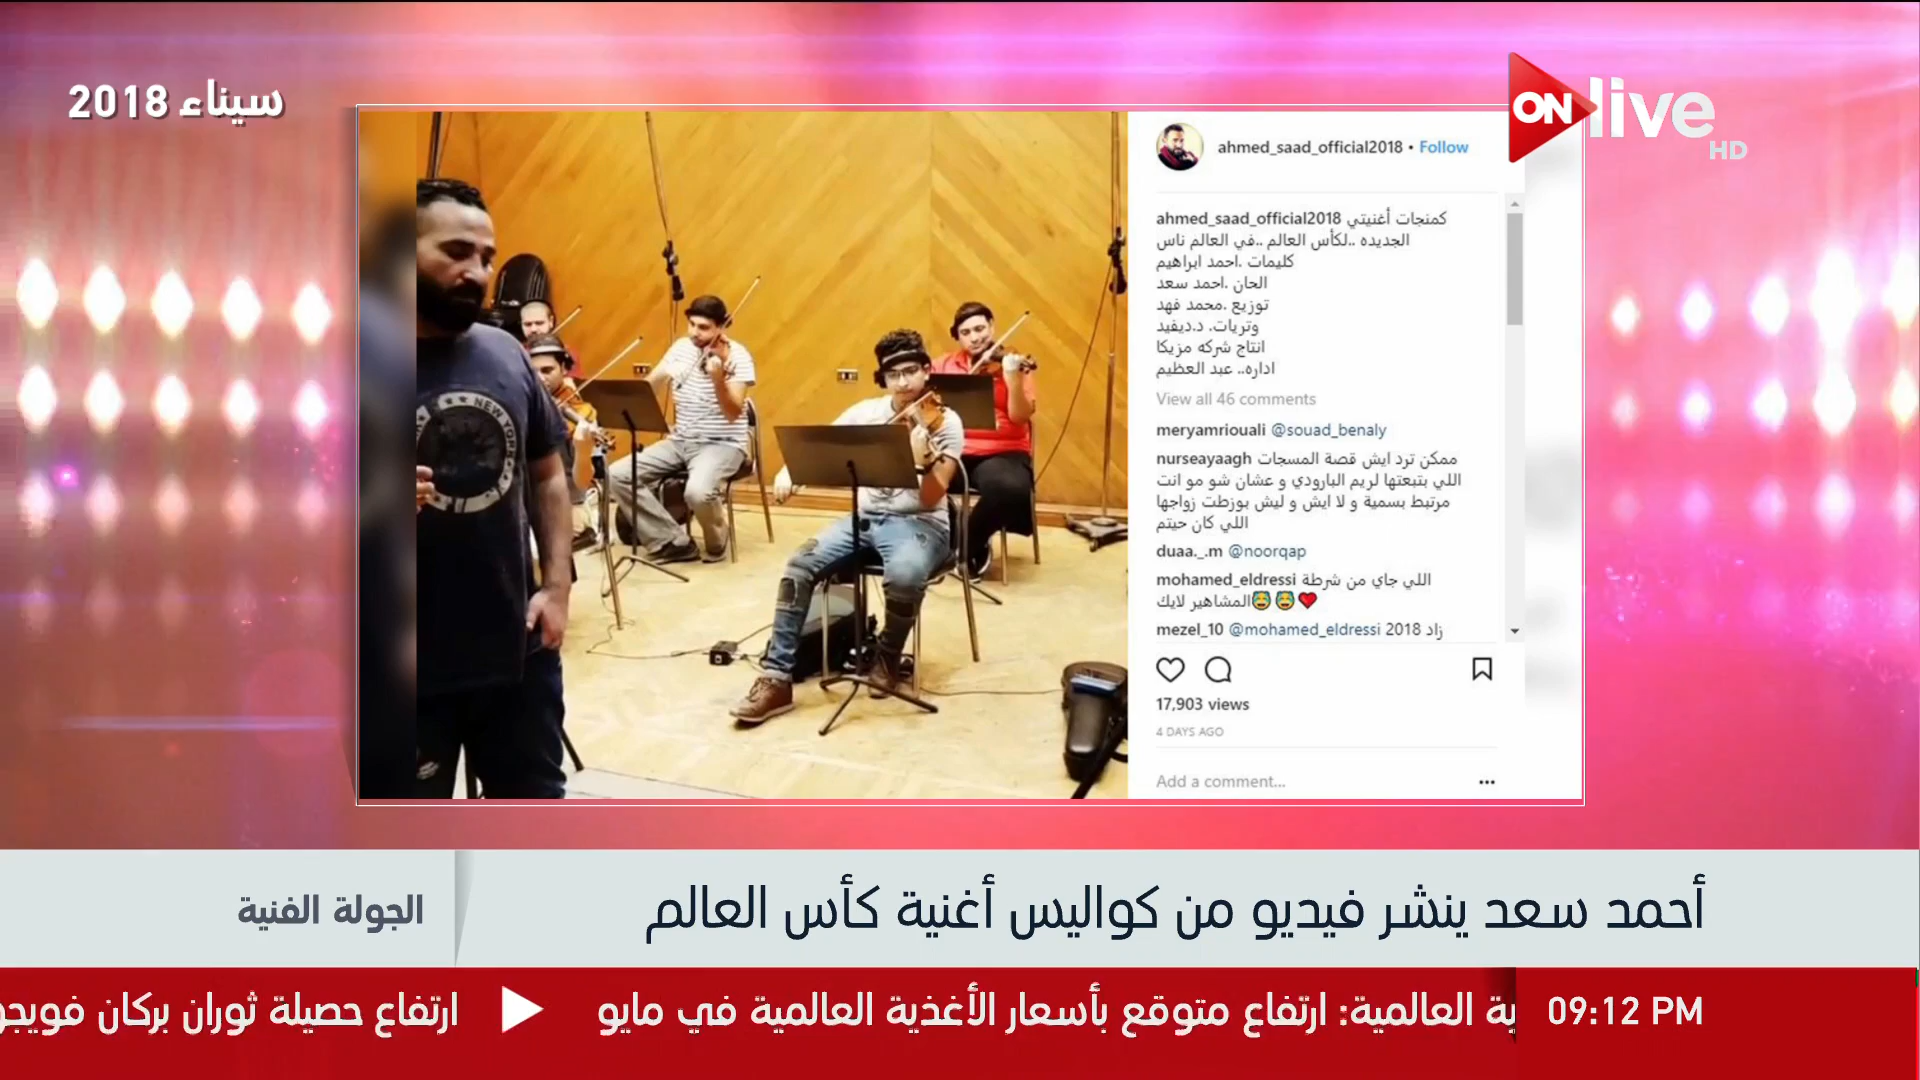 سيناء 2018
ON live
HD
ahmed_saad_official2018 • Follow
ahmed_saad_official2018 كمنجات أغنيتي
الجديده ..لكأس العالم ..في العالم ناس
كليمات .احمد ابراهيم
الحان .احمد سعد
توزيع .محمد فهد
وتريات. د.ديفيد
انتاج شركه مزيكا
اداره.. عبد العظيم
View all 46 comments
meryamriouali @souad_benaly
nurseayaagh ممكن ترد ايش قصة المسجات
اللي بتبعتها لريم البارودي و عشان شو مو انت
مرتبط بسمية و لا ايش و ليش بوزطت زواجها
اللي كان حيتم
duaa._.m @noorqap
mohamed_eldressi اللي جاي من شرطة
المشاهير لايك
mezel_10 @mohamed_eldressi 2018 زاد
17,903 views
4 DAYS AGO
Add a comment...
أحمد سعد ينشر فيديو من كواليس أغنية كأس العالم
الجولة الفنية
09:12 PM
ية العالمية: ارتفاع متوقع بأسعار الأغذية العالمية في مايو
ارتفاع حصيلة ثوران بركان فويجو